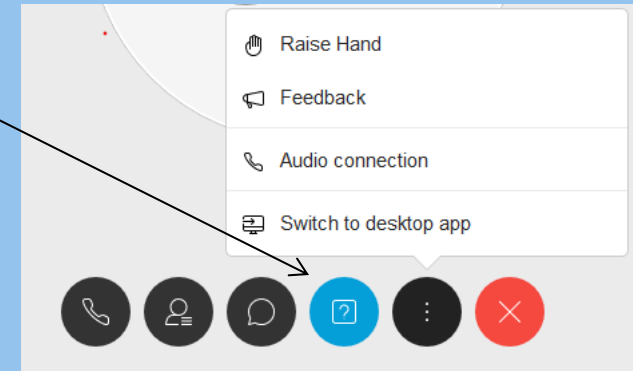 Raise Hand
Feedback
Audio connection
Switch to desktop app
?